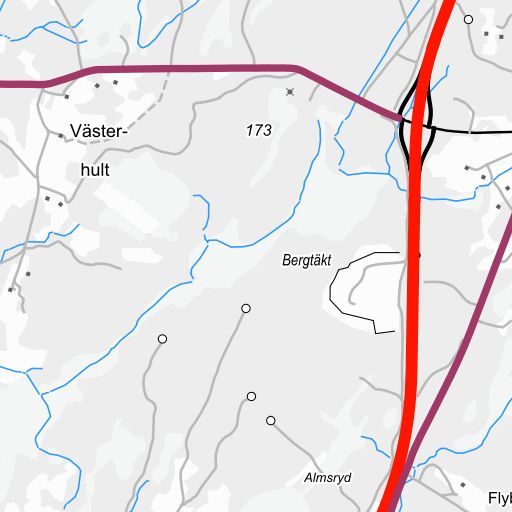 Väster-
hult
173
Bergtäkt
Almsryd
Flyb